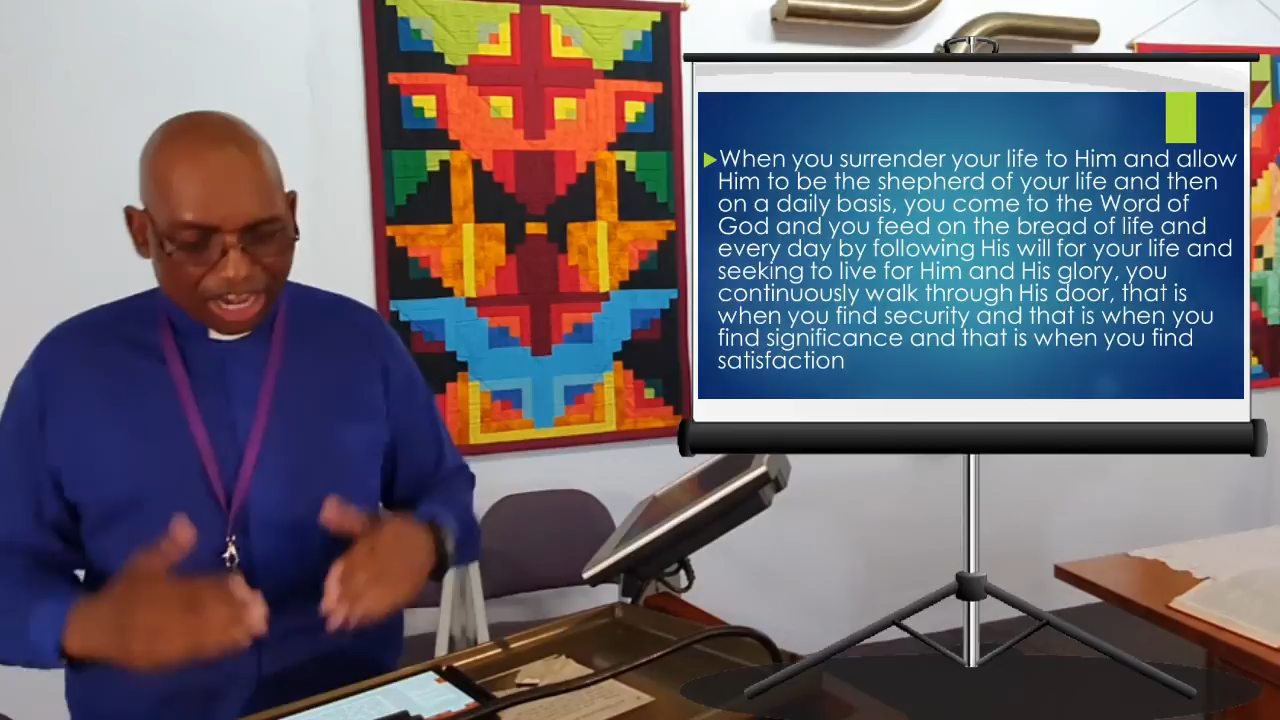 When you surrender your life to Him and allow
Him to be the shepherd of your life and then
on a daily basis, you come to the Word of
God and you feed on the bread of life and
every day by following His will for your life and
seeking to live for Him and His glory, you
continuously walk through His door, that is
when you find security and that is when you
find significance and that is when you find
satisfaction